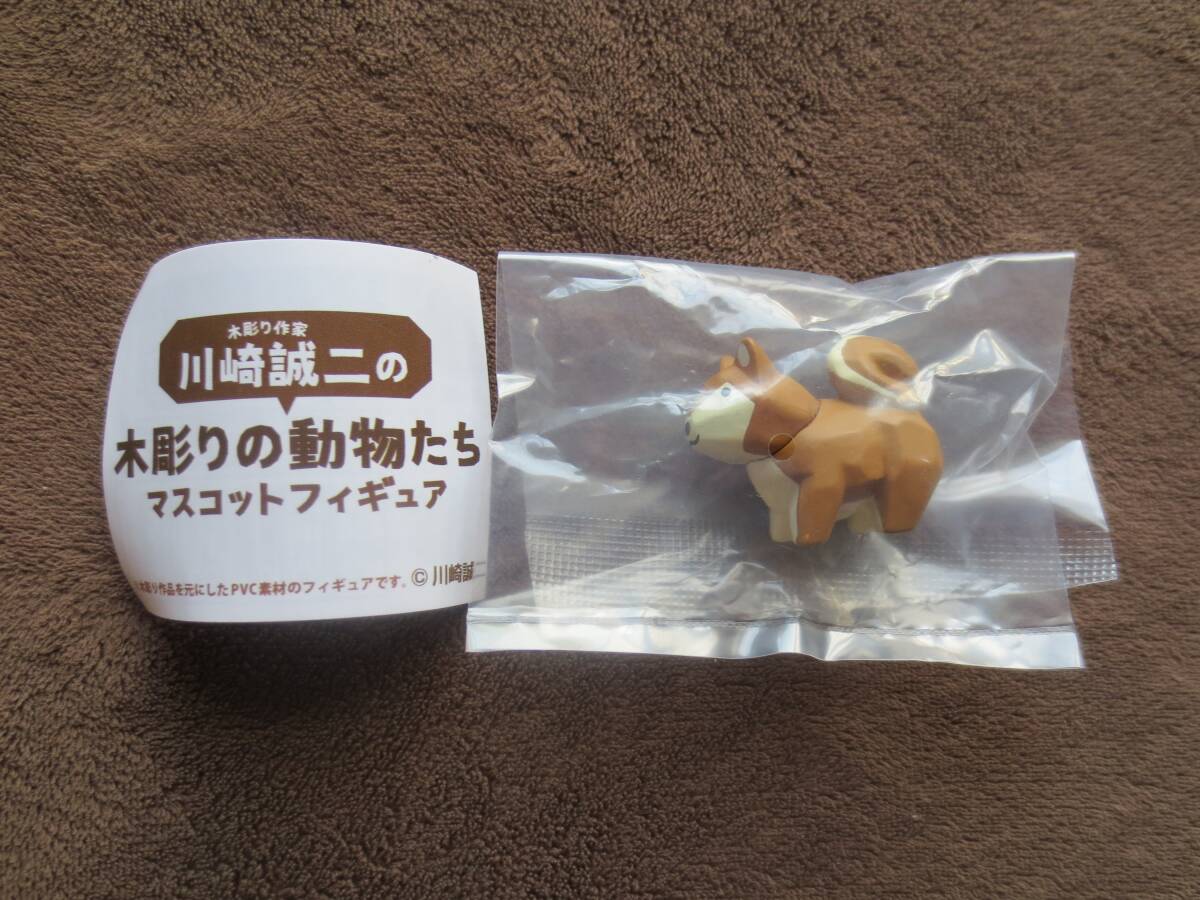 木彫り作家
川崎誠二の
木彫りの動物たち
マスコットフィギュア
木彫り作品を元にしたPVC素材のフィギュアです。© 川崎誠